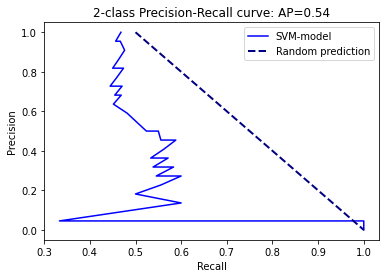 2-class Precision-Recall curve: AP=0.54
SVM-model
Random prediction
Precision
1.0
0.8
0.6
0.4
0.2
0.0
0.3 0.4 0.5 0.6 0.7 0.8 0.9 1.0
Recall